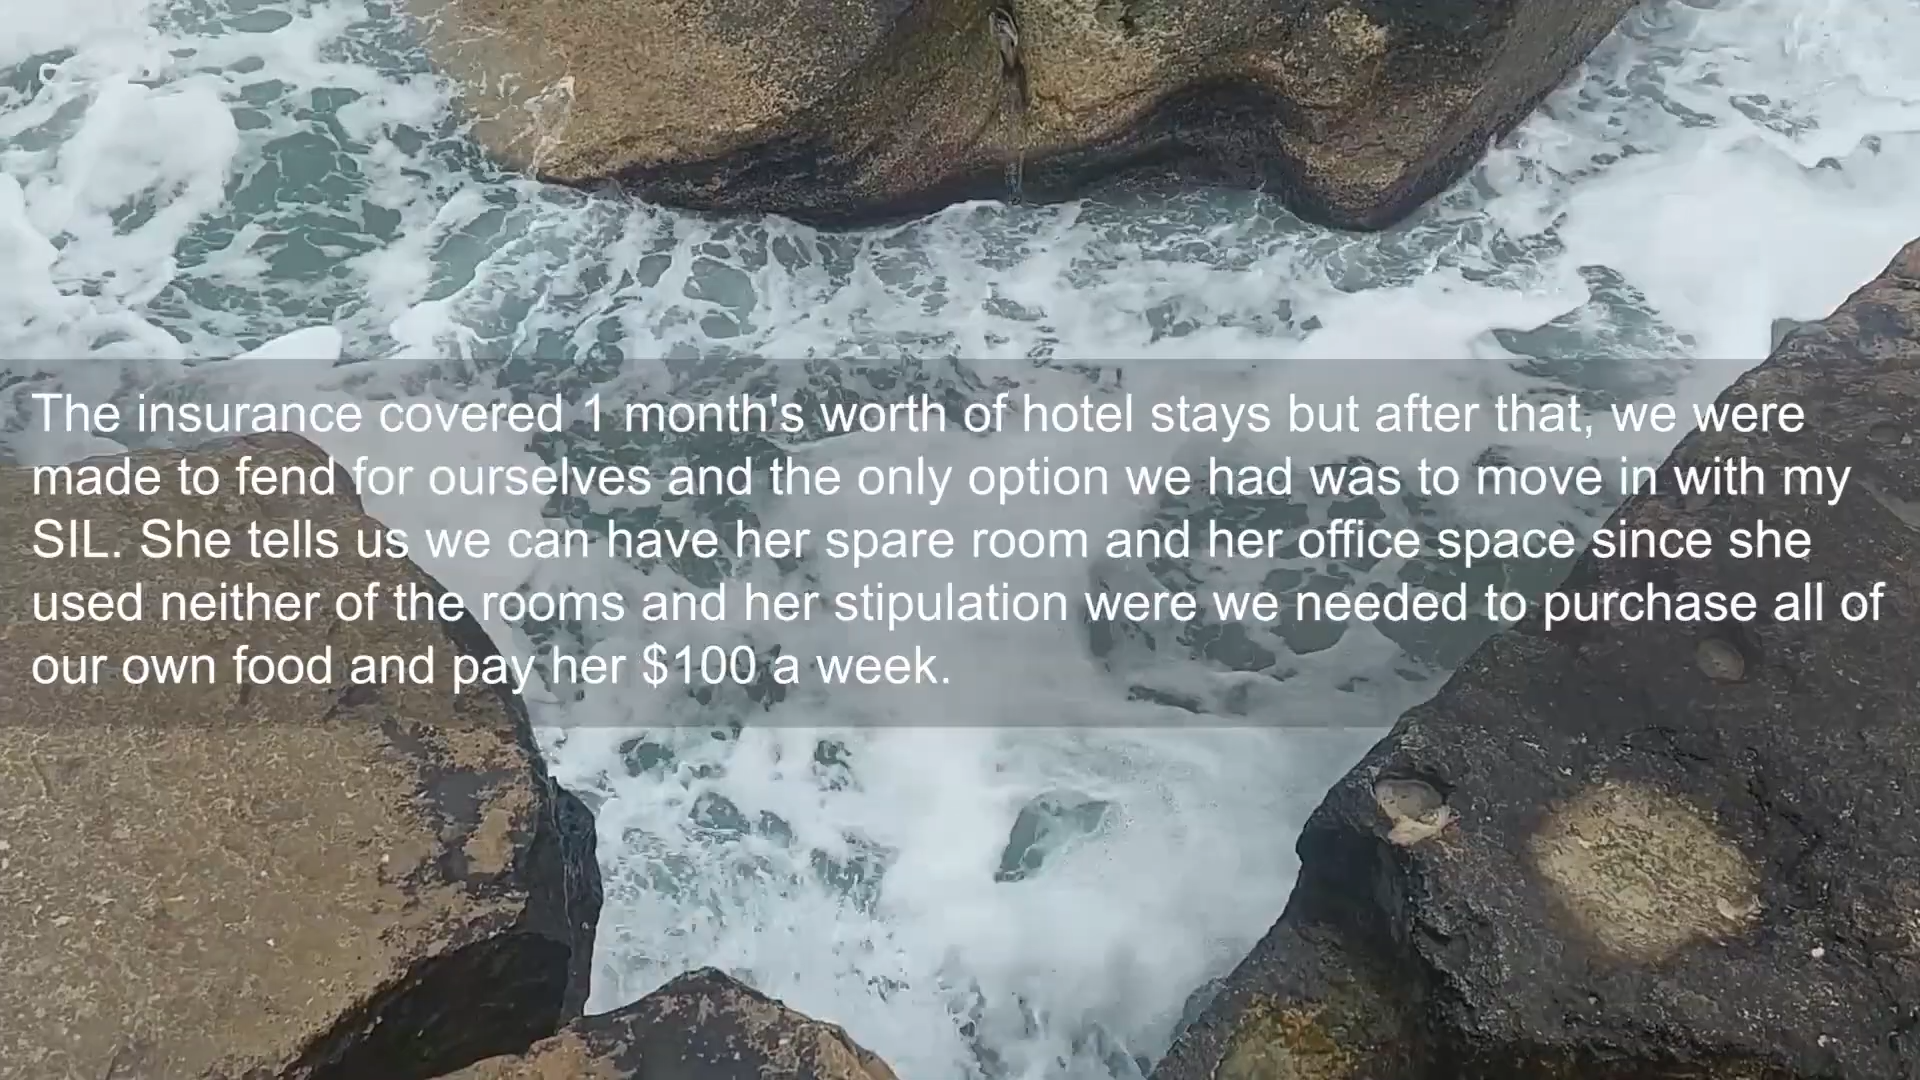 The insurance covered 1 month's worth of hotel stays but after that, we were
made to fend for ourselves and the only option we had was to move in with my
SIL. She tells us we can have her spare room and her office space since she
used neither of the rooms and her stipulation were we needed to purchase all of
our own food and pay her $100 a week.